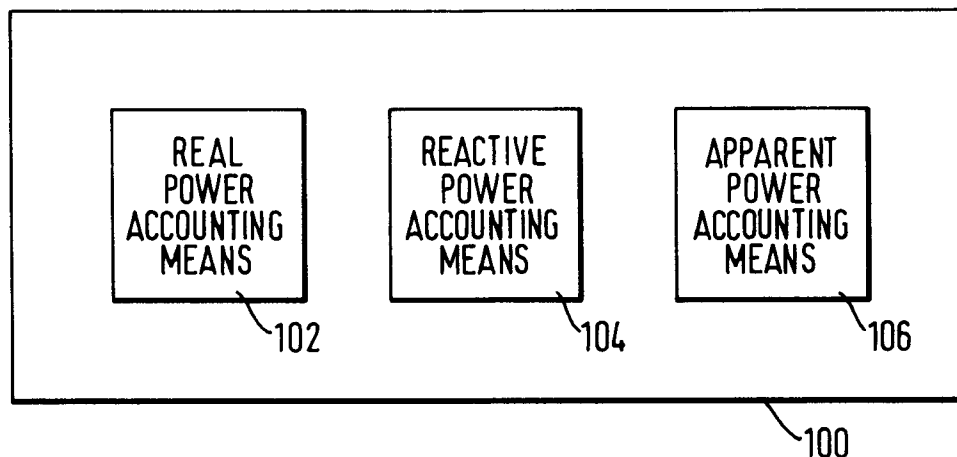 REAL
POWER
ACCOUNTING
MEANS
102
REACTIVE
POWER
ACCOUNTING
MEANS
104
APPARENT
POWER
ACCOUNTING
MEANS
106
100